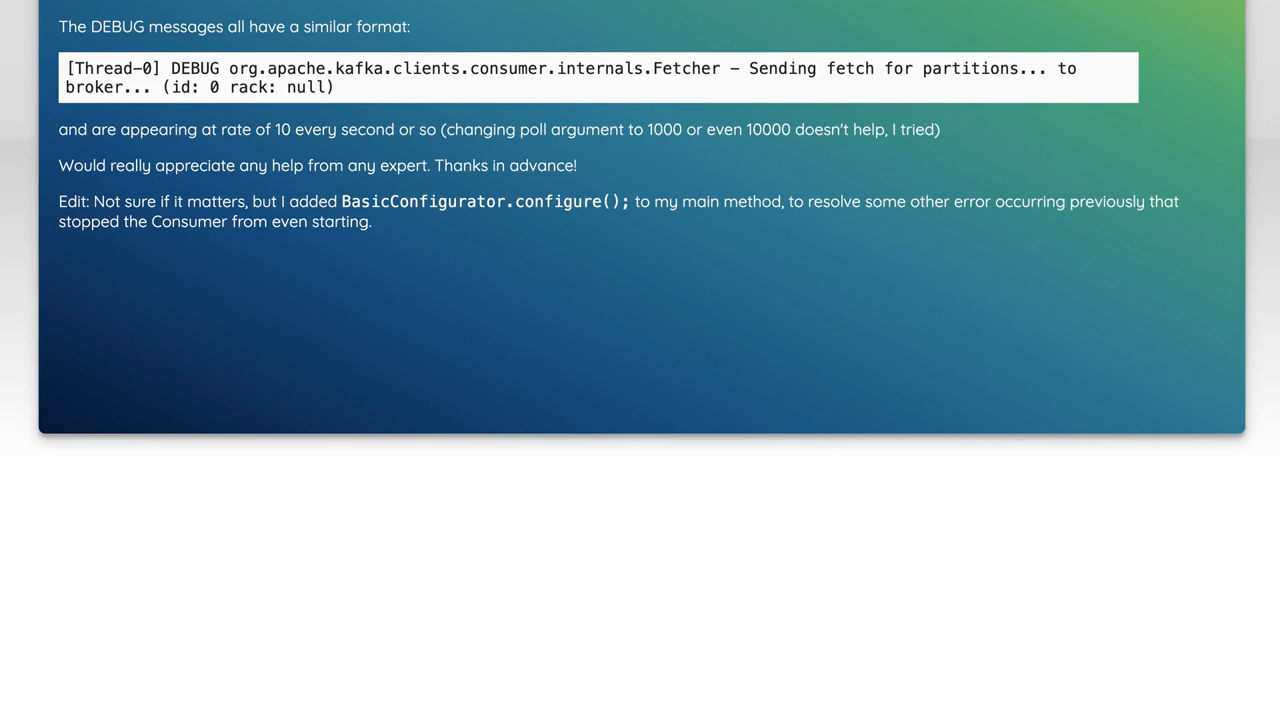 The DEBUG messages all have a similar format:
[Thread-0] DEBUG org.apache.kafka.clients.consumer.internals.Fetcher - Sending fetch for partitions... to
broker... (id: 0 rack: null)
and are appearing at rate of 10 every second or so (changing poll argument to 1000 or even 10000 doesn't help, I tried)
Would really appreciate any help from any expert. Thanks in advance!
Edit: Not sure if it matters, but I added BasicConfigurator.configure(); to my main method, to resolve some other error occurring previously that
stopped the Consumer from even starting.